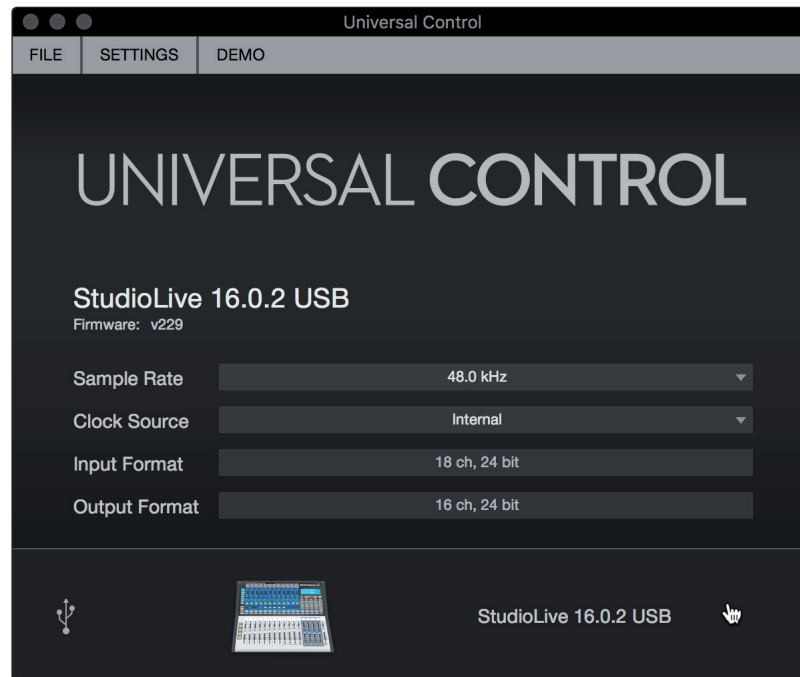 Universal Control
FILE SETTINGS DEMO
UNIVERSAL CONTROL
StudioLive 16.0.2 USB
Firmware: v229
Sample Rate 48.0 kHz
Clock Source Internal
Input Format 18 ch, 24 bit
Output Format 16 ch, 24 bit
StudioLive 16.0.2 USB